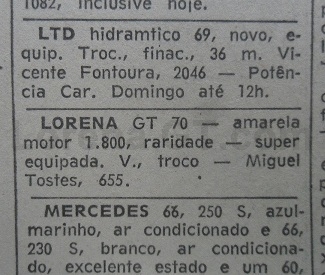 1082, inclusive hoje.
LTD hidramtico 69, novo, e-
quip. Troc., finac., 36 m. Vi-
cente Fontoura, 2046 — Potên-
cia Car. Domingo até 12h.
LORENA GT 70 — amarela
motor 1.800, raridade — super
equipada. V., troco — Miguel
Tostes, 655.
MERCEDES 66, 250 S, azul-
marinho, ar condicionado e 66,
230 S, branco, ar condiciona-
do, excelente estado e um 60,